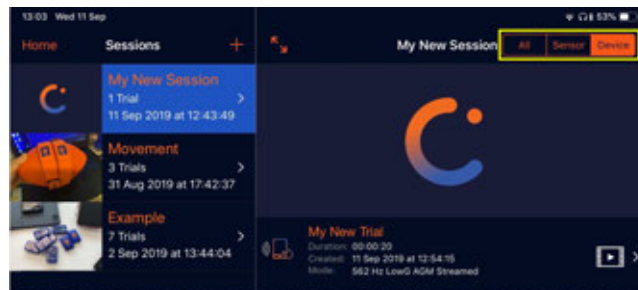 13:03 Wed 11 Sep
53%
Home
Sessions
+
My New Session
All
Sensor
Device
My New Session
1 Trial
11 Sep 2019 at 12:43:49
Movement
3 Trials
31 Aug 2019 at 17:42:37
Example
7 Trials
2 Sep 2019 at 13:44:04
My New Trial
Duration: 00:00:20
Created: 11 Sep 2019 at 12:54:15
Mode: 562 Hz LowG AGM Streamed